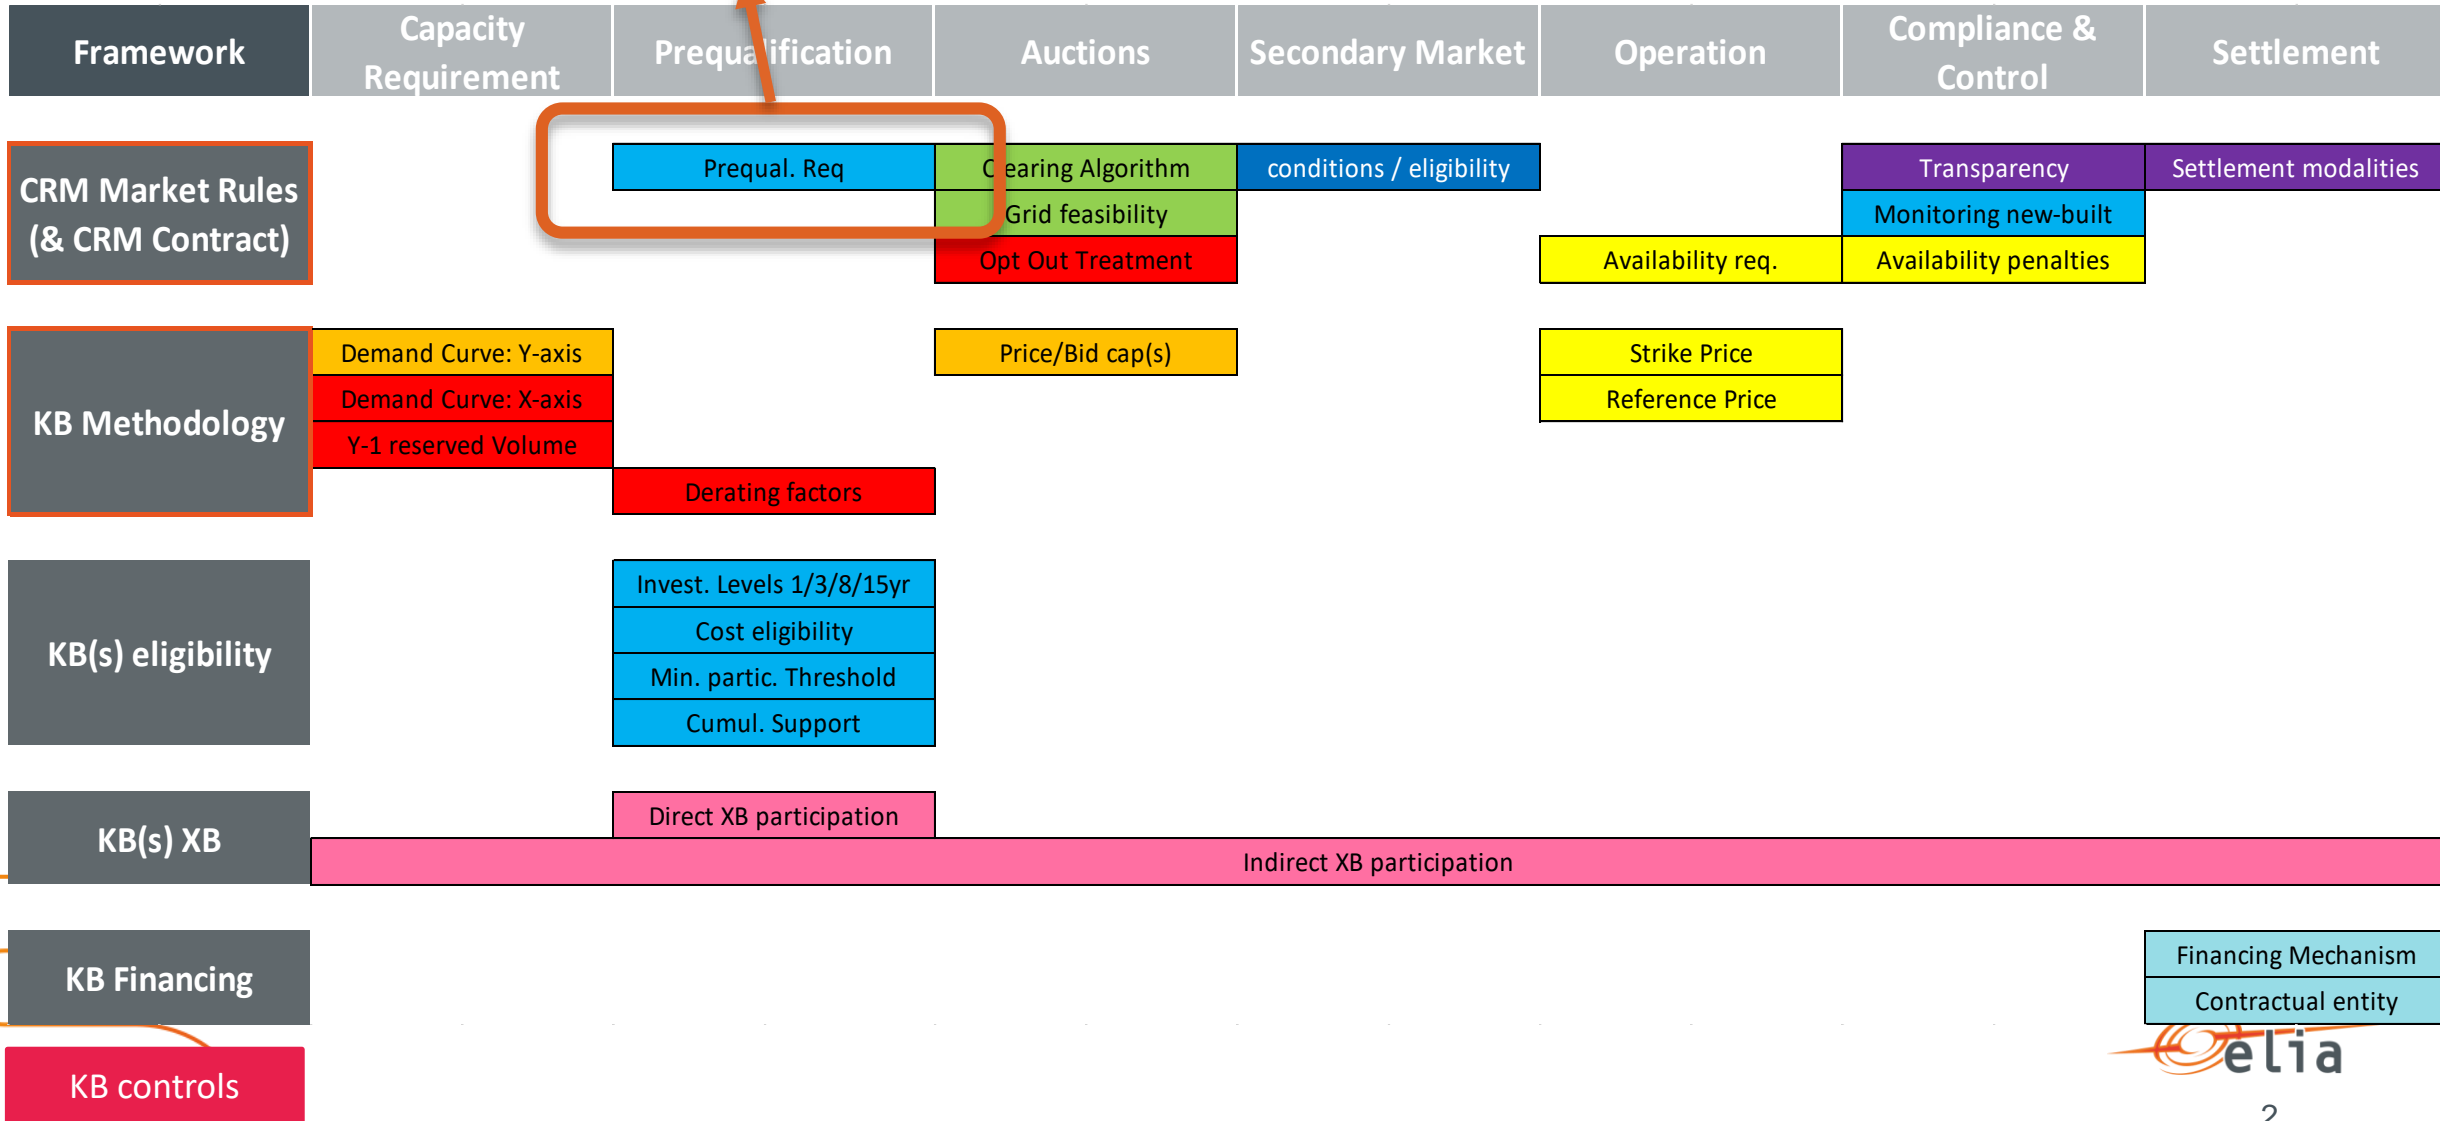 Framework
Capacity
Requirement
Prequalification
Auctions
Secondary Market
Operation
Compliance &
Control
Settlement
CRM Market Rules
(& CRM Contract)
Prequal. Req
Clearing Algorithm
conditions / eligibility
Transparency
Settlement modalities
Grid feasibility
Monitoring new-built
Opt Out Treatment
Availability req.
Availability penalties
KB Methodology
Demand Curve: Y-axis
Price/Bid cap(s)
Strike Price
Demand Curve: X-axis
Reference Price
Y-1 reserved Volume
Derating factors
KB(s) eligibility
Invest. Levels 1/3/8/15yr
Cost eligibility
Min. partic. Threshold
Cumul. Support
KB(s) XB
Direct XB participation
Indirect XB participation
KB Financing
Financing Mechanism
Contractual entity
KB controls
elia
2